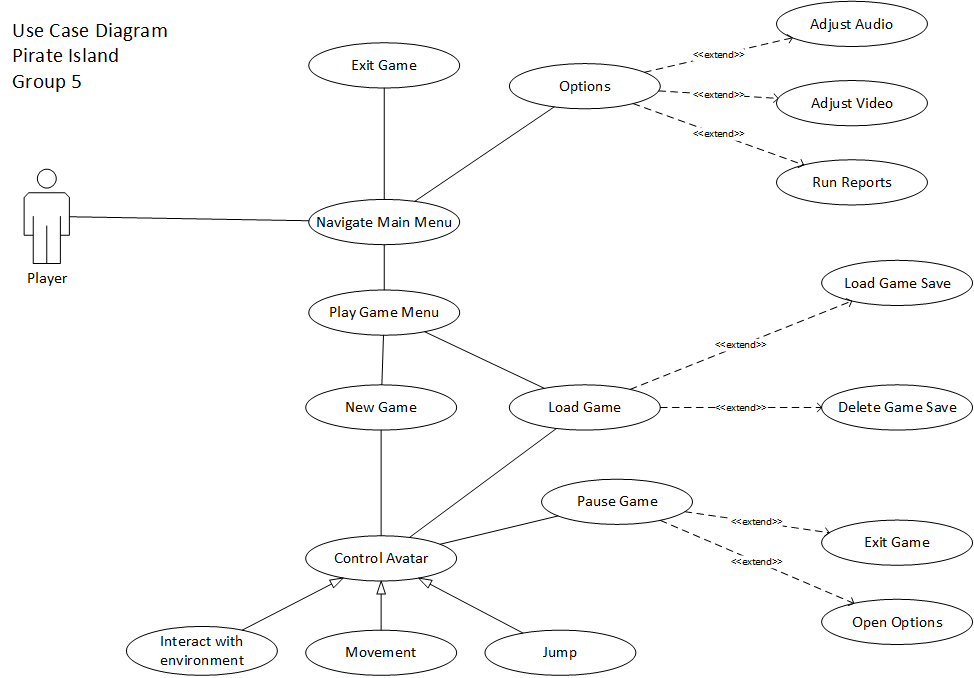 Use Case Diagram
Pirate Island
Group 5
Adjust Audio
Exit Game
<<extend>>
Options
<<extend>>
Adjust Video
<<extend>>
Run Reports
Navigate Main Menu
Player
Load Game Save
Play Game Menu
<<extend>>
New Game
Load Game
<<extend>>
Delete Game Save
Pause Game
<<extend>>
Exit Game
Control Avatar
<<extend>>
Open Options
Interact with
environment
Movement
Jump